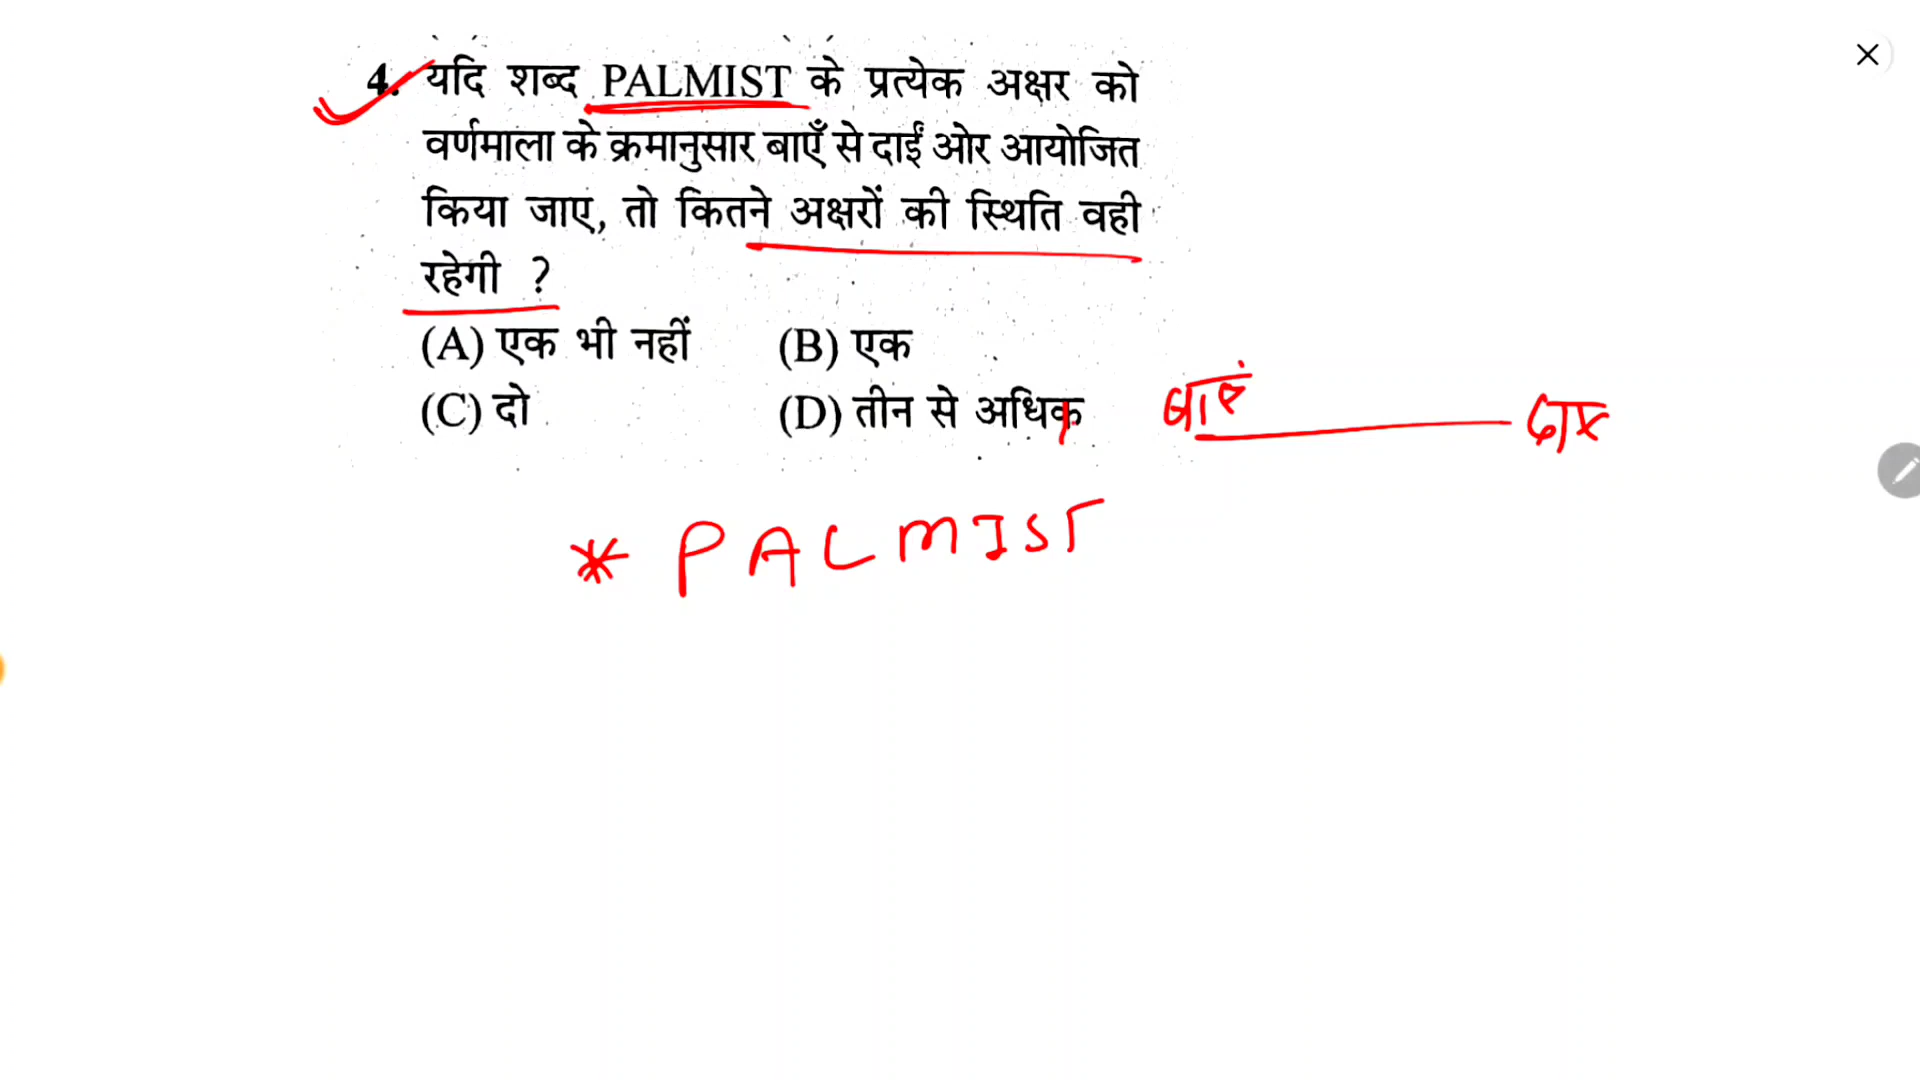 4. यदि शब्द PALMIST के प्रत्येक अक्षर को
वर्णमाला के क्रमानुसार बाएँ से दाईं ओर आयोजित
किया जाए, तो कितने अक्षरों की स्थिति वही
रहेगी ?
(A) एक भी नहीं (B) एक
(C) दो (D) तीन से अधिक
बाएं
* PALMIST